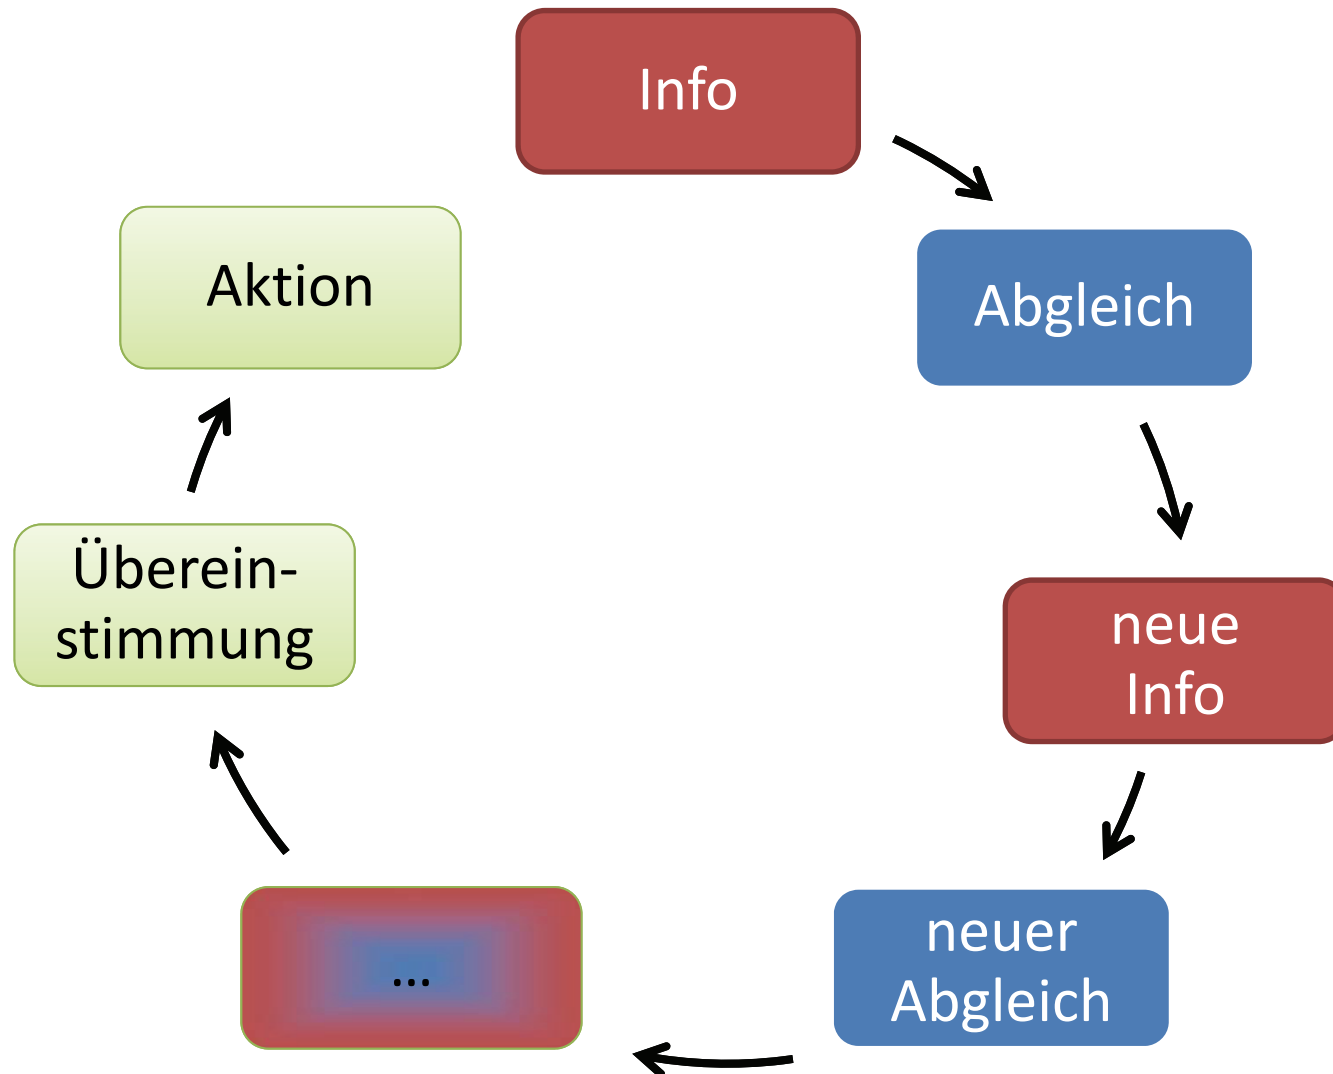 Info
Abgleich
neue
Info
neuer
Abgleich
...
Überein-
stimmung
Aktion